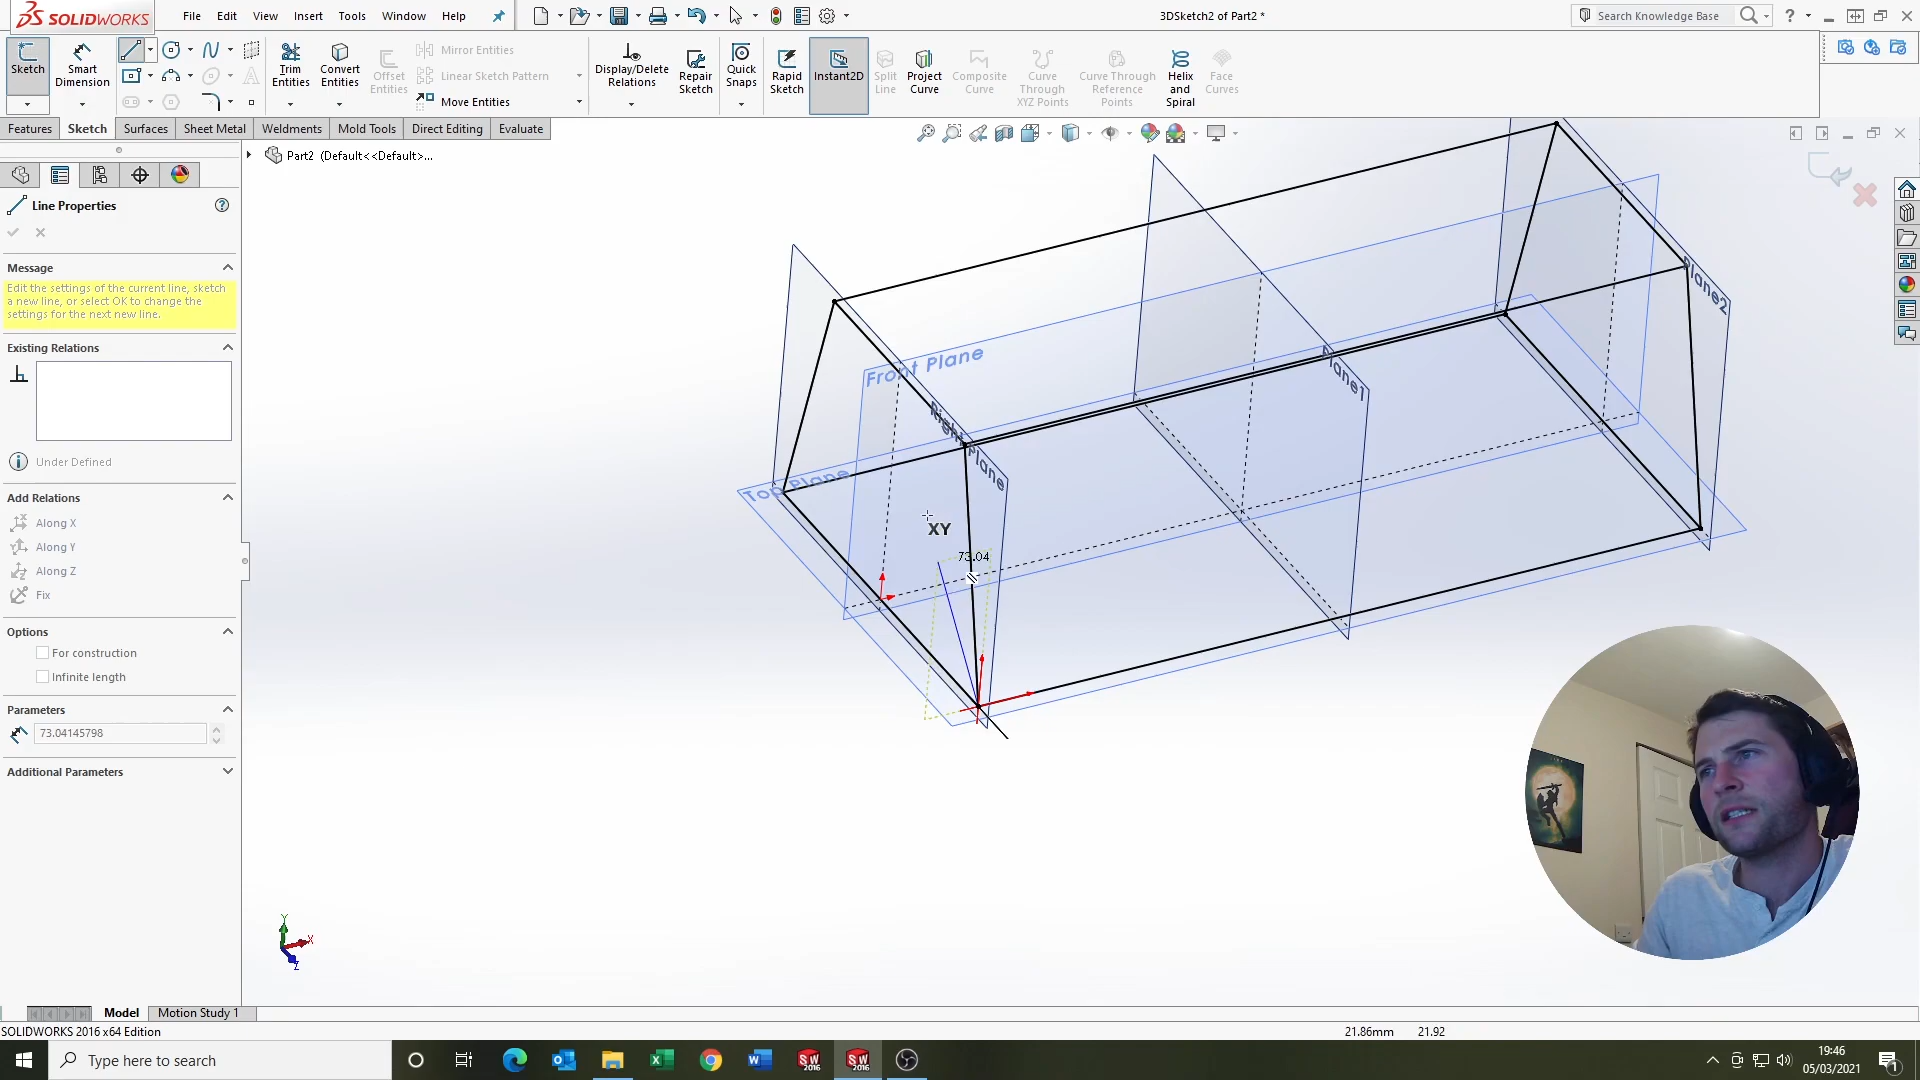 SOLIDWORKS
File Edit View Insert Tools Window Help
3DSketch2 of Part2 *
Search Knowledge Base
Sketch
Smart Dimension
Trim Entities
Convert Entities
Offset Entities
Mirror Entities
Linear Sketch Pattern
Move Entities
Display/Delete Relations
Repair Sketch
Quick Snaps
Rapid Sketch
Instant2D
Split Line
Project Curve
Composite Curve
Curve Through XYZ Points
Curve Through Reference Points
Helix and Spiral
Face Curves
Features Sketch Surfaces Sheet Metal Weldments Mold Tools Direct Editing Evaluate
Part2 (Default<<Default>...
Line Properties
Message
Edit the settings of the current line, sketch
a new line, or select OK to change the
settings for the next new line.
Existing Relations
Under Defined
Add Relations
Along X
Along Y
Along Z
Fix
Options
For construction
Infinite length
Parameters
73.04145798
Additional Parameters
Front Plane
Top Plane
Right Plane
Plane1
Plane2
XY
73.04
Y
X
Z
Model Motion Study 1
SOLIDWORKS 2016 x64 Edition
21.86mm 21.92
Type here to search
SW 2016
SW 2016
19:46
05/03/2021
1